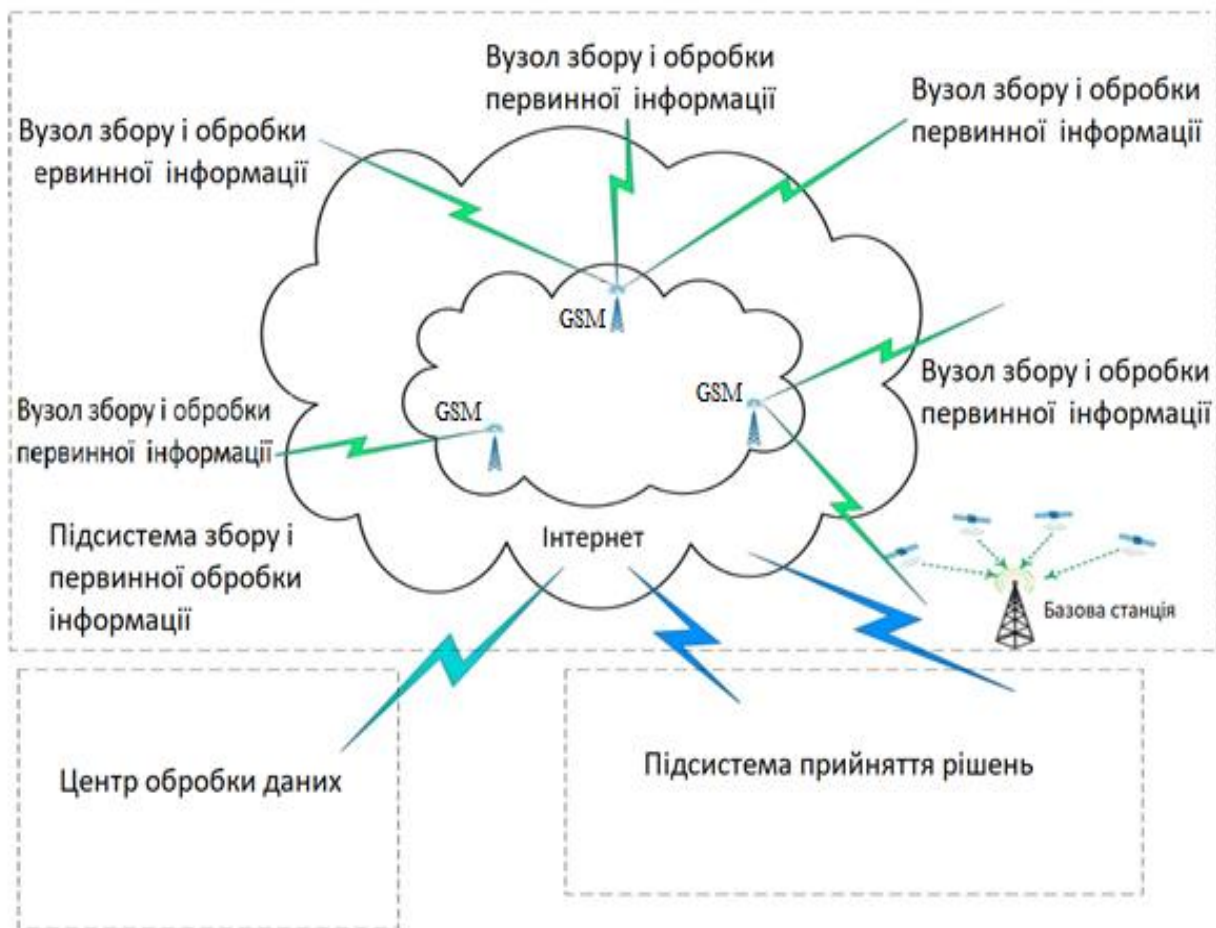 Вузол збору і обробки
первинної інформації
Вузол збору і обробки
первинної інформації
Вузол збору і обробки
ервинної інформації
GSM
GSM
GSM
Вузол збору і обробки
первинної інформації
Вузол збору і обробки
первинної інформації
Підсистема збору і
первинної обробки
інформації
Інтернет
Базова станція
Центр обробки даних
Підсистема прийняття рішень